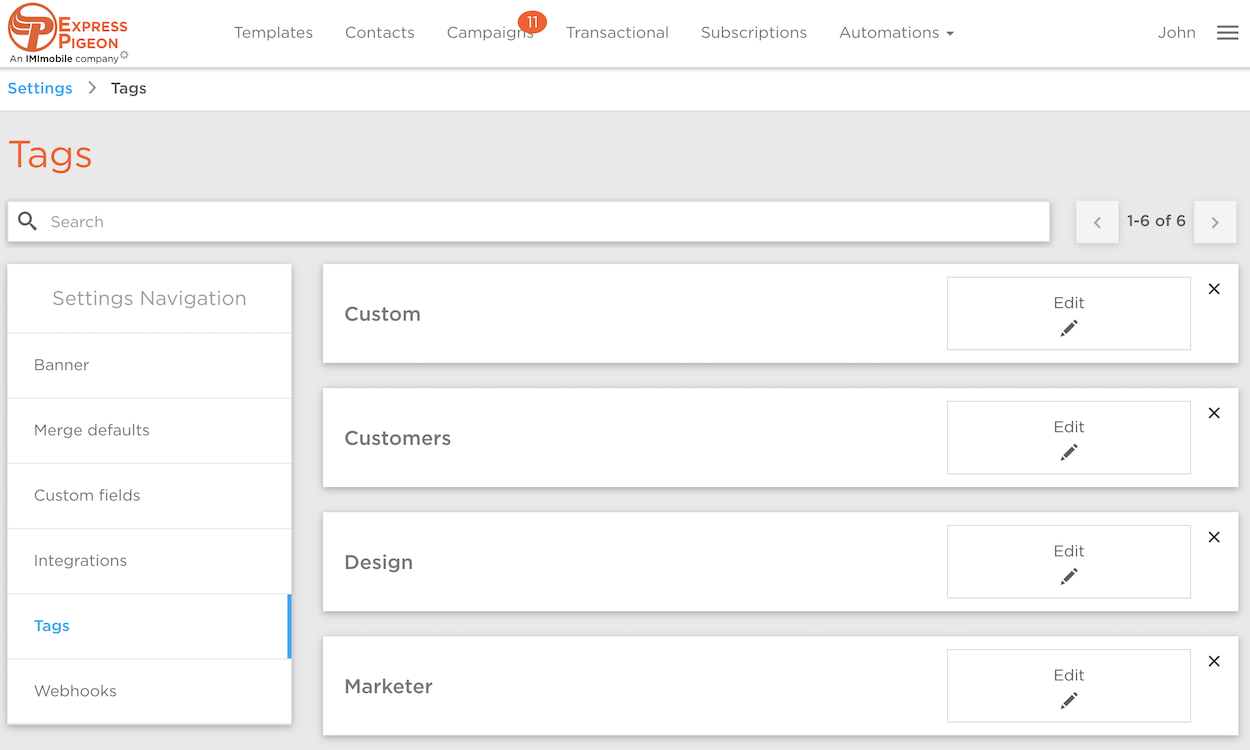 EXPRESS
PIGEON
An IMImobile company
Templates Contacts Campaigns 11 Transactional Subscriptions Automations John
Settings > Tags
Tags
Search
1-6 of 6
Settings Navigation
Banner
Merge defaults
Custom fields
Integrations
Tags
Webhooks
Custom
Edit
Customers
Edit
Design
Edit
Marketer
Edit